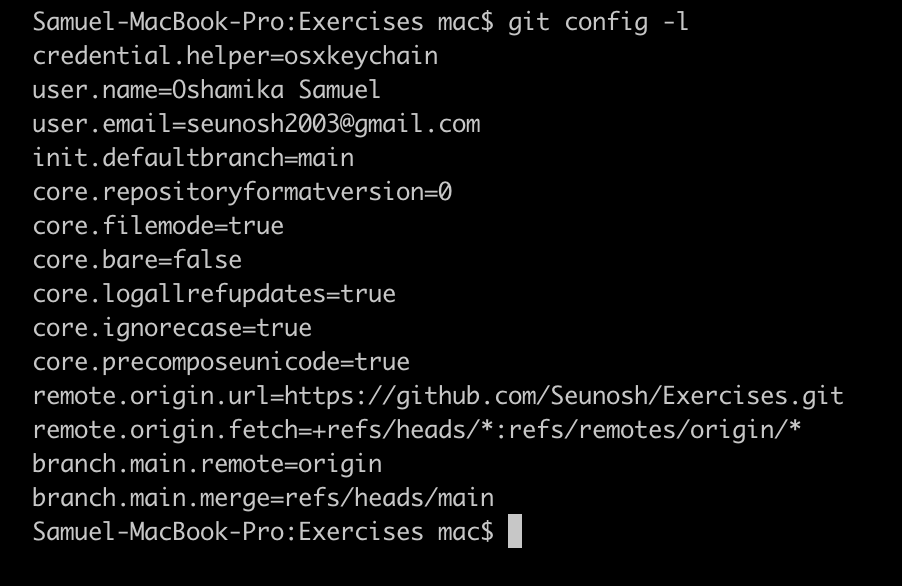 Samuel-MacBook-Pro:Exercises mac$ git config -l
credential.helper=osxkeychain
user.name=Oshamika Samuel
user.email=seunosh2003@gmail.com
init.defaultbranch=main
core.repositoryformatversion=0
core.filemode=true
core.bare=false
core.logallrefupdates=true
core.ignorecase=true
core.precomposeunicode=true
remote.origin.url=https://github.com/Seunosh/Exercises.git
remote.origin.fetch=+refs/heads/*:refs/remotes/origin/*
branch.main.remote=origin
branch.main.merge=refs/heads/main
Samuel-MacBook-Pro:Exercises mac$